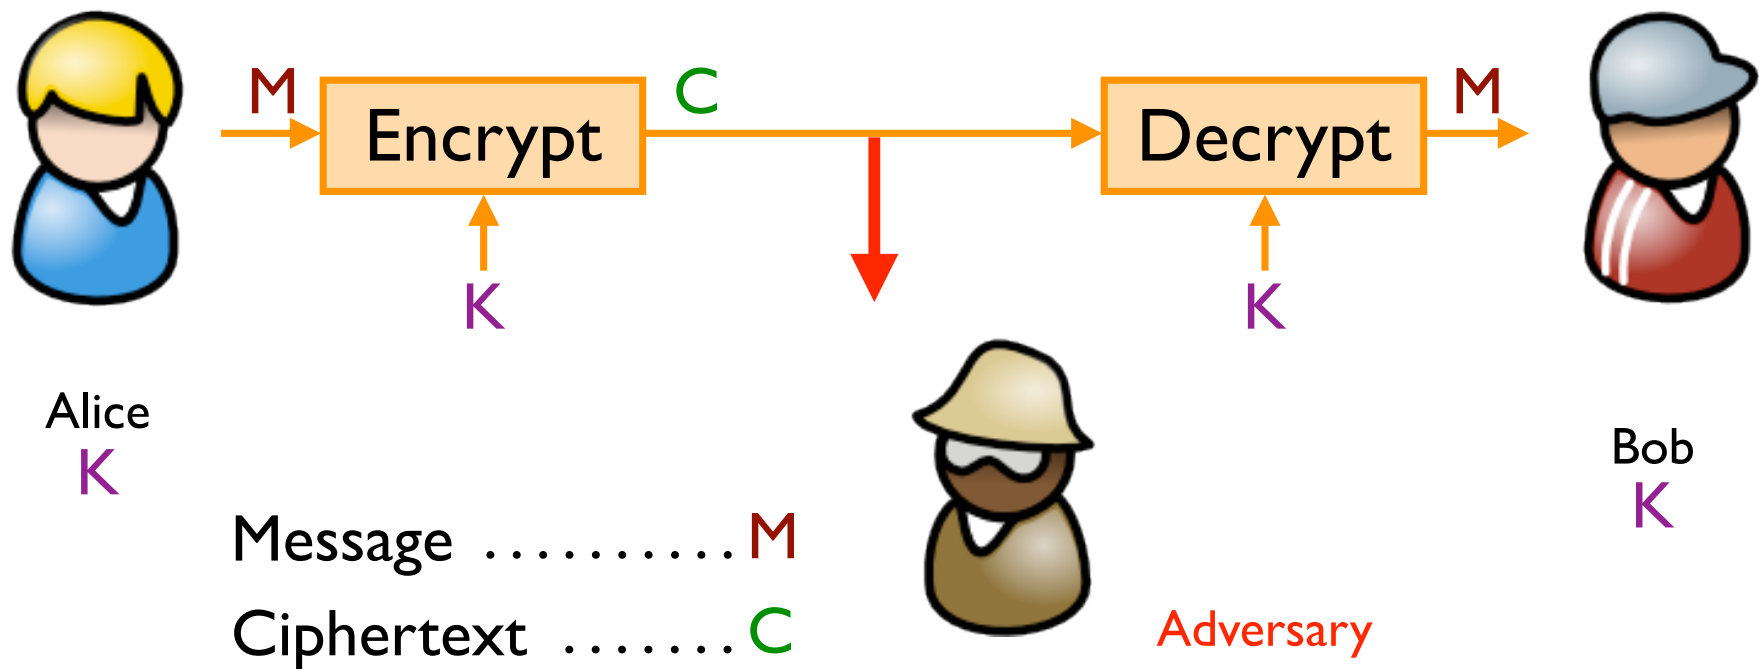 M C M
Encrypt Decrypt
K K
Alice
K
Bob
K
Message .......... M
Ciphertext ....... C
Adversary